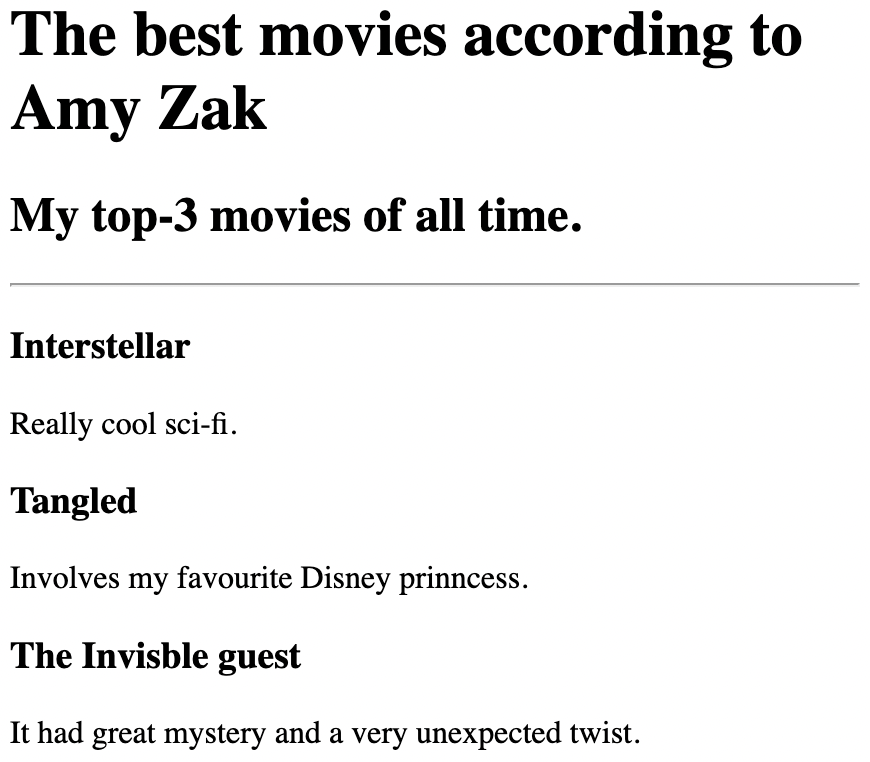 The best movies according to
Amy Zak
My top-3 movies of all time.
Interstellar
Really cool sci-fi.
Tangled
Involves my favourite Disney prinncess.
The Invisble guest
It had great mystery and a very unexpected twist.